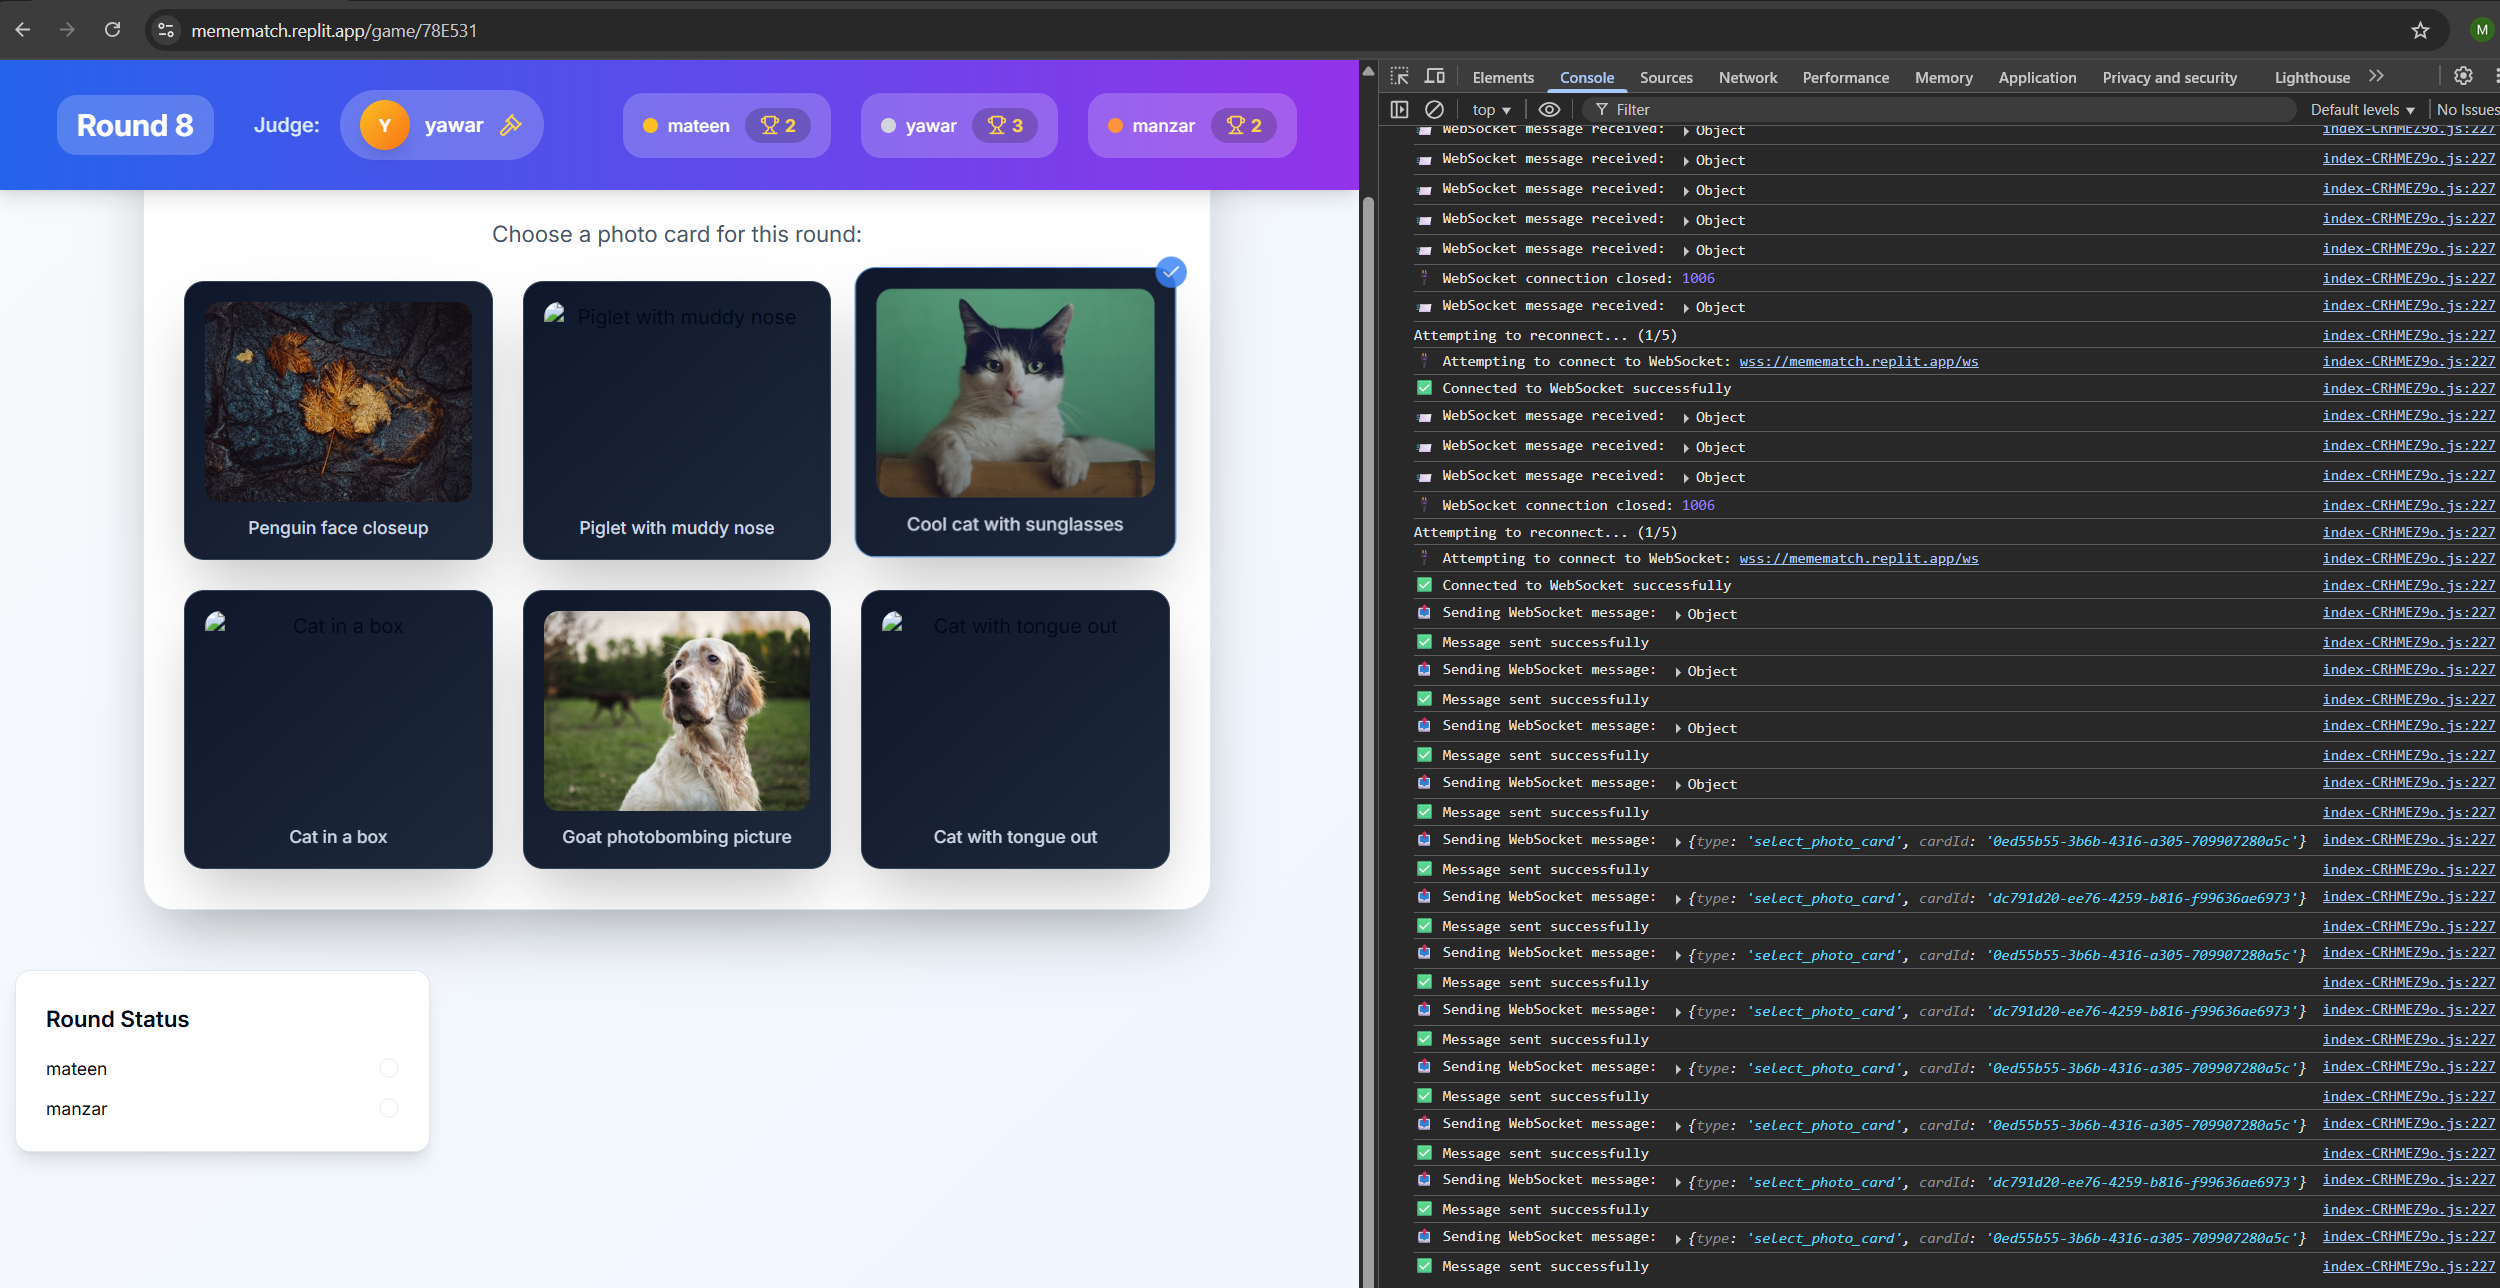 memematch.replit.app/game/78E531
M
Round 8
Judge:
Y
yawar
mateen
2
yawar
3
manzar
2
Choose a photo card for this round:
Penguin face closeup
Piglet with muddy nose
Piglet with muddy nose
Cool cat with sunglasses
Cat in a box
Cat in a box
Goat photobombing picture
Cat with tongue out
Cat with tongue out
Round Status
mateen
manzar
Elements
Console
Sources
Network
Performance
Memory
Application
Privacy and security
Lighthouse
top
Filter
Default levels
No Issues
WebSocket message received: Object index-CRHMEZ9o.js:227
WebSocket message received: Object index-CRHMEZ9o.js:227
WebSocket message received: Object index-CRHMEZ9o.js:227
WebSocket message received: Object index-CRHMEZ9o.js:227
WebSocket message received: Object index-CRHMEZ9o.js:227
WebSocket connection closed: 1006 index-CRHMEZ9o.js:227
WebSocket message received: Object index-CRHMEZ9o.js:227
Attempting to reconnect... (1/5) index-CRHMEZ9o.js:227
Attempting to connect to WebSocket: wss://memematch.replit.app/ws index-CRHMEZ9o.js:227
Connected to WebSocket successfully index-CRHMEZ9o.js:227
WebSocket message received: Object index-CRHMEZ9o.js:227
WebSocket message received: Object index-CRHMEZ9o.js:227
WebSocket message received: Object index-CRHMEZ9o.js:227
WebSocket connection closed: 1006 index-CRHMEZ9o.js:227
Attempting to reconnect... (1/5) index-CRHMEZ9o.js:227
Attempting to connect to WebSocket: wss://memematch.replit.app/ws index-CRHMEZ9o.js:227
Connected to WebSocket successfully index-CRHMEZ9o.js:227
Sending WebSocket message: Object index-CRHMEZ9o.js:227
Message sent successfully index-CRHMEZ9o.js:227
Sending WebSocket message: Object index-CRHMEZ9o.js:227
Message sent successfully index-CRHMEZ9o.js:227
Sending WebSocket message: Object index-CRHMEZ9o.js:227
Message sent successfully index-CRHMEZ9o.js:227
Sending WebSocket message: Object index-CRHMEZ9o.js:227
Message sent successfully index-CRHMEZ9o.js:227
Sending WebSocket message: {type: 'select_photo_card', cardId: '0ed55b55-3b6b-4316-a305-709907280a5c'} index-CRHMEZ9o.js:227
Message sent successfully index-CRHMEZ9o.js:227
Sending WebSocket message: {type: 'select_photo_card', cardId: 'dc791d20-ee76-4259-b816-f99636ae6973'} index-CRHMEZ9o.js:227
Message sent successfully index-CRHMEZ9o.js:227
Sending WebSocket message: {type: 'select_photo_card', cardId: '0ed55b55-3b6b-4316-a305-709907280a5c'} index-CRHMEZ9o.js:227
Message sent successfully index-CRHMEZ9o.js:227
Sending WebSocket message: {type: 'select_photo_card', cardId: 'dc791d20-ee76-4259-b816-f99636ae6973'} index-CRHMEZ9o.js:227
Message sent successfully index-CRHMEZ9o.js:227
Sending WebSocket message: {type: 'select_photo_card', cardId: '0ed55b55-3b6b-4316-a305-709907280a5c'} index-CRHMEZ9o.js:227
Message sent successfully index-CRHMEZ9o.js:227
Sending WebSocket message: {type: 'select_photo_card', cardId: '0ed55b55-3b6b-4316-a305-709907280a5c'} index-CRHMEZ9o.js:227
Message sent successfully index-CRHMEZ9o.js:227
Sending WebSocket message: {type: 'select_photo_card', cardId: 'dc791d20-ee76-4259-b816-f99636ae6973'} index-CRHMEZ9o.js:227
Message sent successfully index-CRHMEZ9o.js:227
Sending WebSocket message: {type: 'select_photo_card', cardId: '0ed55b55-3b6b-4316-a305-709907280a5c'} index-CRHMEZ9o.js:227
Message sent successfully index-CRHMEZ9o.js:227